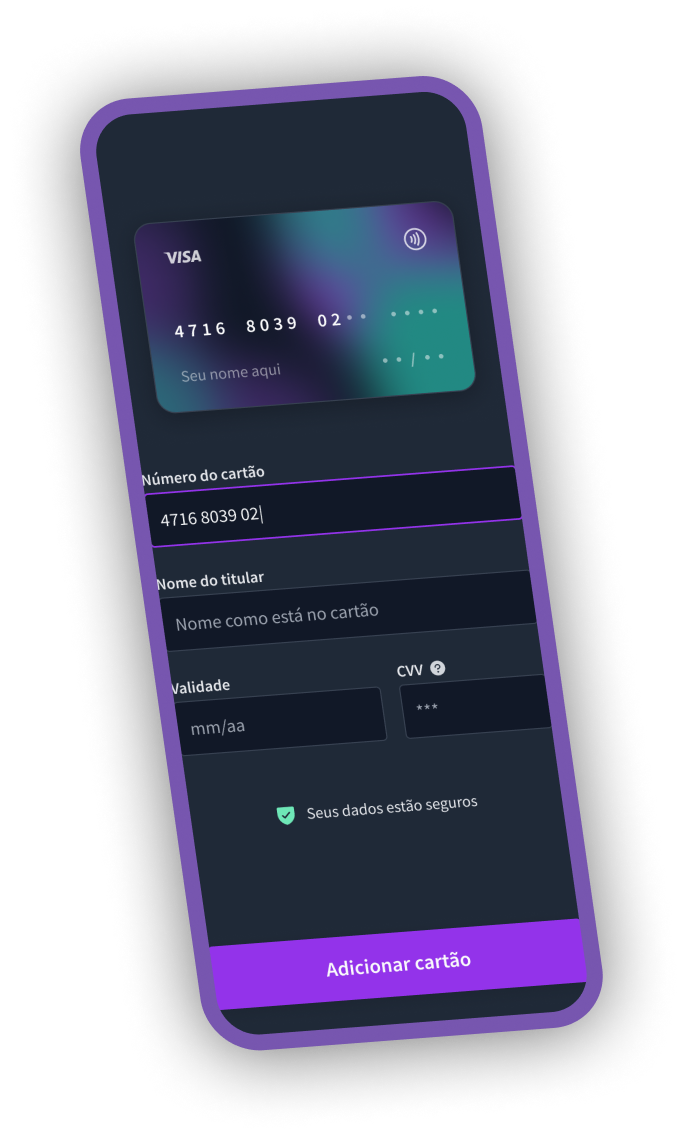 VISA
4716 8039 02•• ••••
Seu nome aqui ••/••
Número do cartão
4716 8039 02
Nome do titular
Nome como está no cartão
Validade CVV ?
mm/aa ***
Seus dados estão seguros
Adicionar cartão